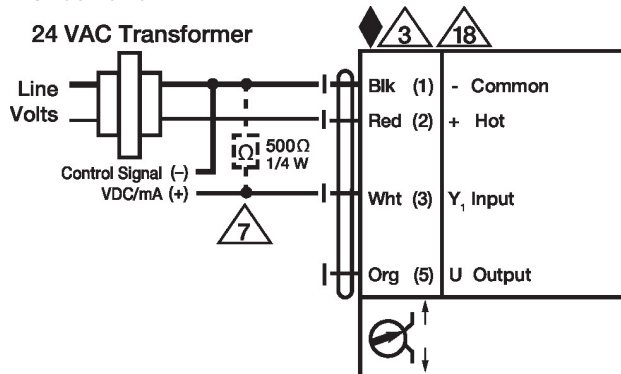 24 VAC Transformer
3 18
Line Volts
Blk (1) - Common
Red (2) + Hot
Ω 500Ω
1/4 W
Control Signal (–)
VDC/mA (+)
Wht (3) Y₁ Input
7
Org (5) U Output